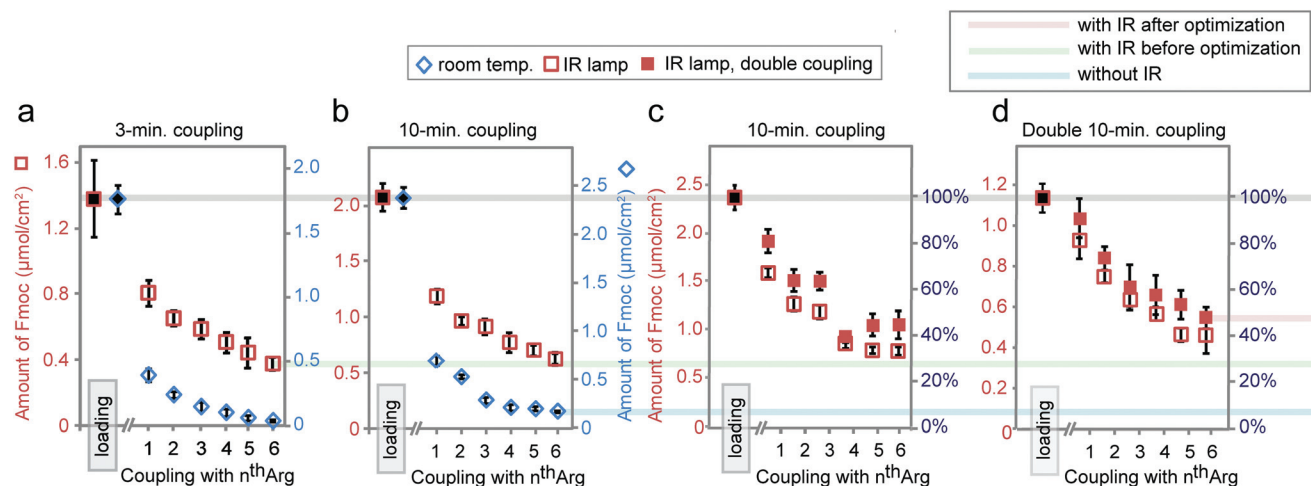 with IR after optimization
with IR before optimization
without IR
room temp. IR lamp IR lamp, double coupling
a
3-min. coupling
Amount of Fmoc (µmol/cm²)
1.6
1.2
0.8
0.4
0
2.0
1.5
1.0
0.5
0.0
loading
1 2 3 4 5 6
Coupling with nᵗʰArg
b
10-min. coupling
2.0
1.5
1.0
0.5
0
2.5
2.0
1.5
1.0
0.5
0.0
Amount of Fmoc (µmol/cm²)
loading
1 2 3 4 5 6
Coupling with nᵗʰArg
c
10-min. coupling
Amount of Fmoc (µmol/cm²)
2.5
2.0
1.5
1.0
0.5
0
100%
80%
60%
40%
20%
0%
loading
1 2 3 4 5 6
Coupling with nᵗʰArg
d
Double 10-min. coupling
1.2
1.0
0.8
0.6
0.4
0.2
0
100%
80%
60%
40%
20%
0%
loading
1 2 3 4 5 6
Coupling with nᵗʰArg